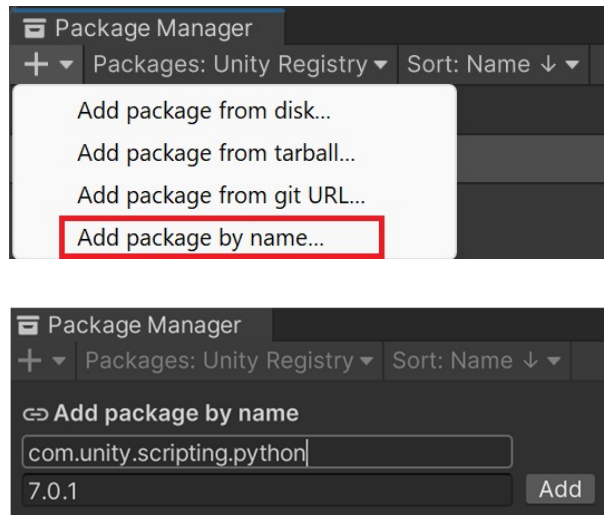 Package Manager
+ Packages: Unity Registry Sort: Name ↓
Add package from disk...
Add package from tarball...
Add package from git URL...
Add package by name...
Package Manager
+ Packages: Unity Registry Sort: Name ↓
Add package by name
com.unity.scripting.python
7.0.1 Add